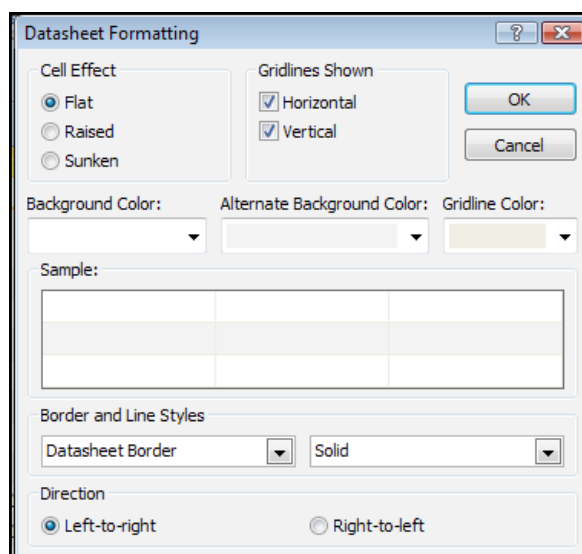 Datasheet Formatting
Cell Effect
Flat
Raised
Sunken
Gridlines Shown
Horizontal
Vertical
OK
Cancel
Background Color: Alternate Background Color: Gridline Color:
Sample:
Border and Line Styles
Datasheet Border Solid
Direction
Left-to-right Right-to-left